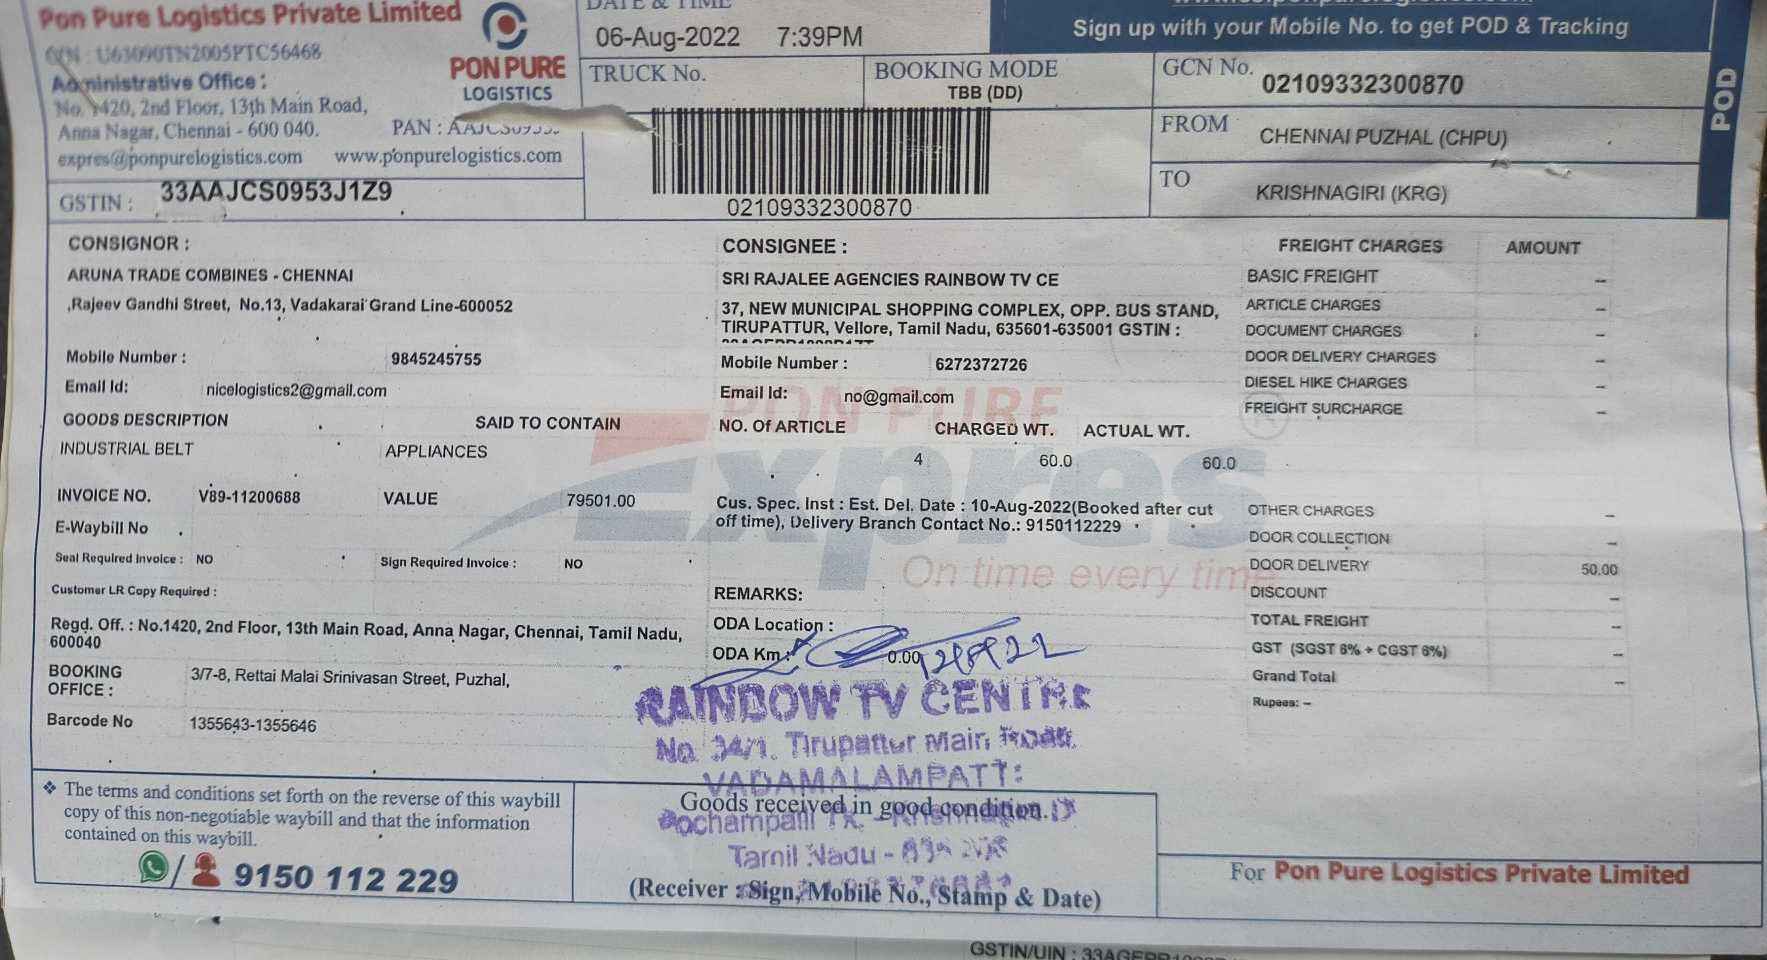 Pon Pure Logistics Private Limited
CIN : U63090TN2005PTC56468
Administrative Office :
No. 1420, 2nd Floor, 13th Main Road,
Anna Nagar, Chennai - 600 040.
PAN :
expres@ponpurelogistics.com www.ponpurelogistics.com
GSTIN : 33AAJCS0953J1Z9
PON PURE
LOGISTICS
DATE & TIME
06-Aug-2022 7:39PM
TRUCK No.
BOOKING MODE
TBB (DD)
02109332300870
Sign up with your Mobile No. to get POD & Tracking
GCN No. 02109332300870
FROM CHENNAI PUZHAL (CHPU)
TO KRISHNAGIRI (KRG)
POD
CONSIGNOR :
ARUNA TRADE COMBINES - CHENNAI
,Rajeev Gandhi Street, No.13, Vadakarai Grand Line-600052
Mobile Number : 9845245755
Email Id: nicelogistics2@gmail.com
CONSIGNEE :
SRI RAJALEE AGENCIES RAINBOW TV CE
37, NEW MUNICIPAL SHOPPING COMPLEX, OPP. BUS STAND,
TIRUPATTUR, Vellore, Tamil Nadu, 635601-635001 GSTIN :
Mobile Number : 6272372726
Email Id: no@gmail.com
FREIGHT CHARGES AMOUNT
BASIC FREIGHT –
ARTICLE CHARGES –
DOCUMENT CHARGES –
DOOR DELIVERY CHARGES –
DIESEL HIKE CHARGES –
FREIGHT SURCHARGE –
GOODS DESCRIPTION SAID TO CONTAIN
INDUSTRIAL BELT APPLIANCES
NO. Of ARTICLE CHARGED WT. ACTUAL WT.
4 60.0 60.0
PON PURE
Expres
®
On time every time
INVOICE NO. V89-11200688 VALUE 79501.00
E-Waybill No
Seal Required Invoice : NO Sign Required Invoice : NO
Customer LR Copy Required :
Cus. Spec. Inst : Est. Del. Date : 10-Aug-2022(Booked after cut
off time), Delivery Branch Contact No.: 9150112229
OTHER CHARGES –
DOOR COLLECTION –
DOOR DELIVERY 50.00
DISCOUNT –
TOTAL FREIGHT –
GST (SGST 6% + CGST 6%) –
Grand Total –
Rupees: –
REMARKS:
ODA Location :
ODA Km : 0.00
Regd. Off. : No.1420, 2nd Floor, 13th Main Road, Anna Nagar, Chennai, Tamil Nadu,
600040
BOOKING
OFFICE : 3/7-8, Rettai Malai Srinivasan Street, Puzhal,
Barcode No 1355643-1355646
RAINBOW TV CENTRE
No. 34/1. Tirupattur Main Road.
VADAMALAMPATTI
Pochampalli Tk.
Tamil Nadu -
❖ The terms and conditions set forth on the reverse of this waybill
copy of this non-negotiable waybill and that the information
contained on this waybill.
9150 112 229
Goods received in good condition.
(Receiver : Sign, Mobile No., Stamp & Date)
For Pon Pure Logistics Private Limited
GSTIN/UIN :